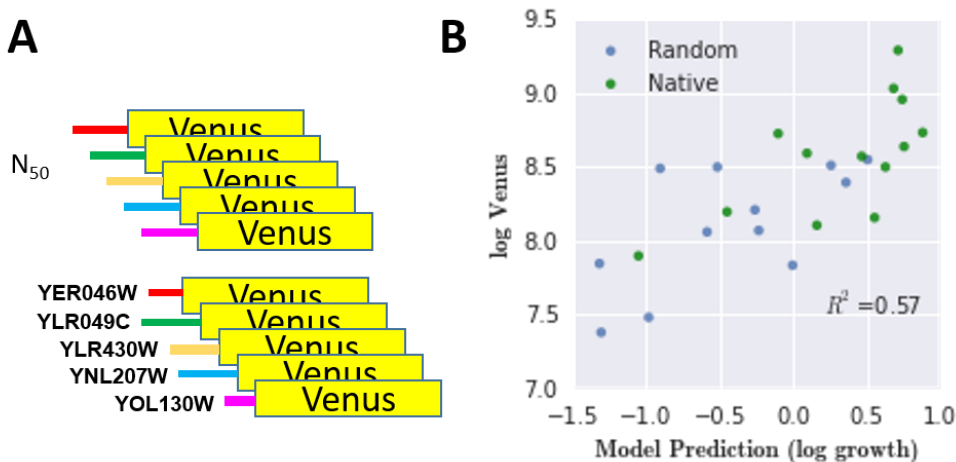 A
Venus
Venus
N50
Venus
Venus
Venus
YER046W
Venus
YLR049C
Venus
YLR430W
Venus
YNL207W
Venus
YOL130W
Venus
B
9.5
9.0
8.5
8.0
7.5
7.0
log Venus
Random
Native
R² =0.57
−1.5
−1.0
−0.5
0.0
0.5
1.0
Model Prediction (log growth)